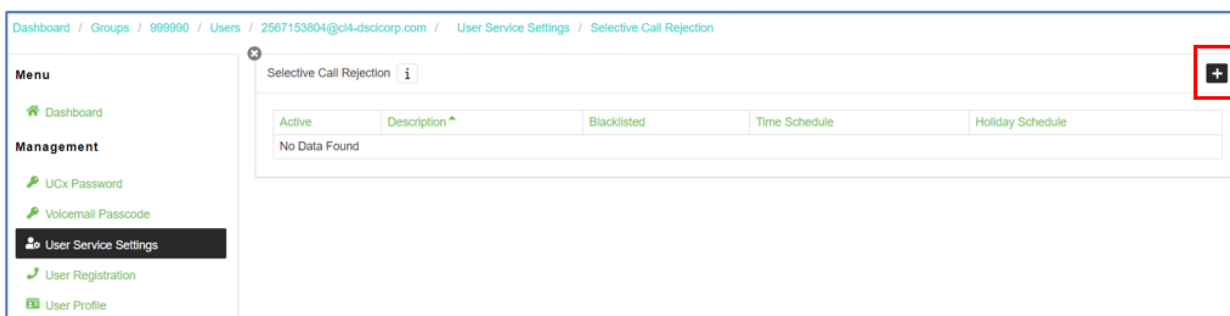 Dashboard / Groups / 999990 / Users / 2567153804@cl4-dscicorp.com / User Service Settings / Selective Call Rejection
Menu
Dashboard
Management
UCx Password
Voicemail Passcode
User Service Settings
User Registration
User Profile
Selective Call Rejection i
Active Description Blacklisted Time Schedule Holiday Schedule
No Data Found